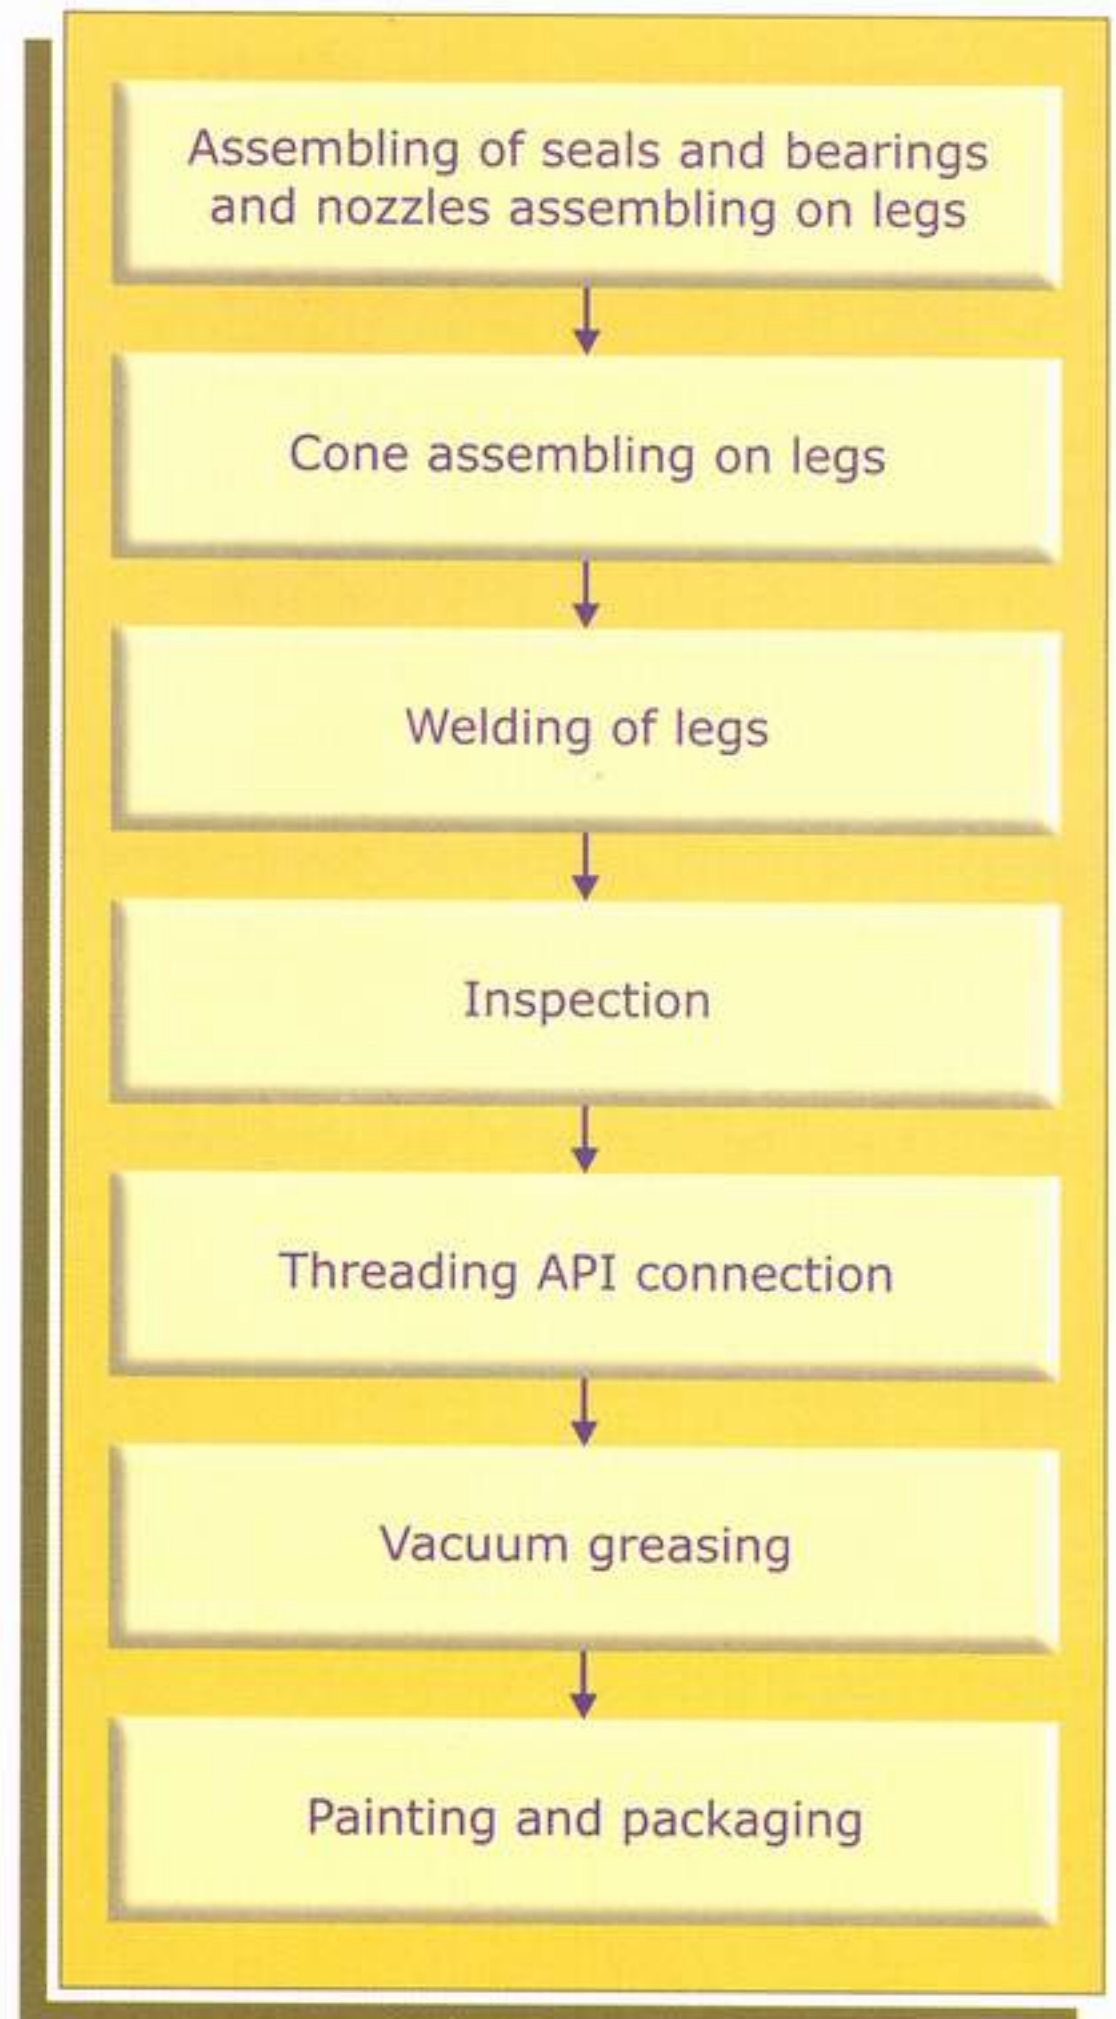 Assembling of seals and bearings
and nozzles assembling on legs
Cone assembling on legs
Welding of legs
Inspection
Threading API connection
Vacuum greasing
Painting and packaging